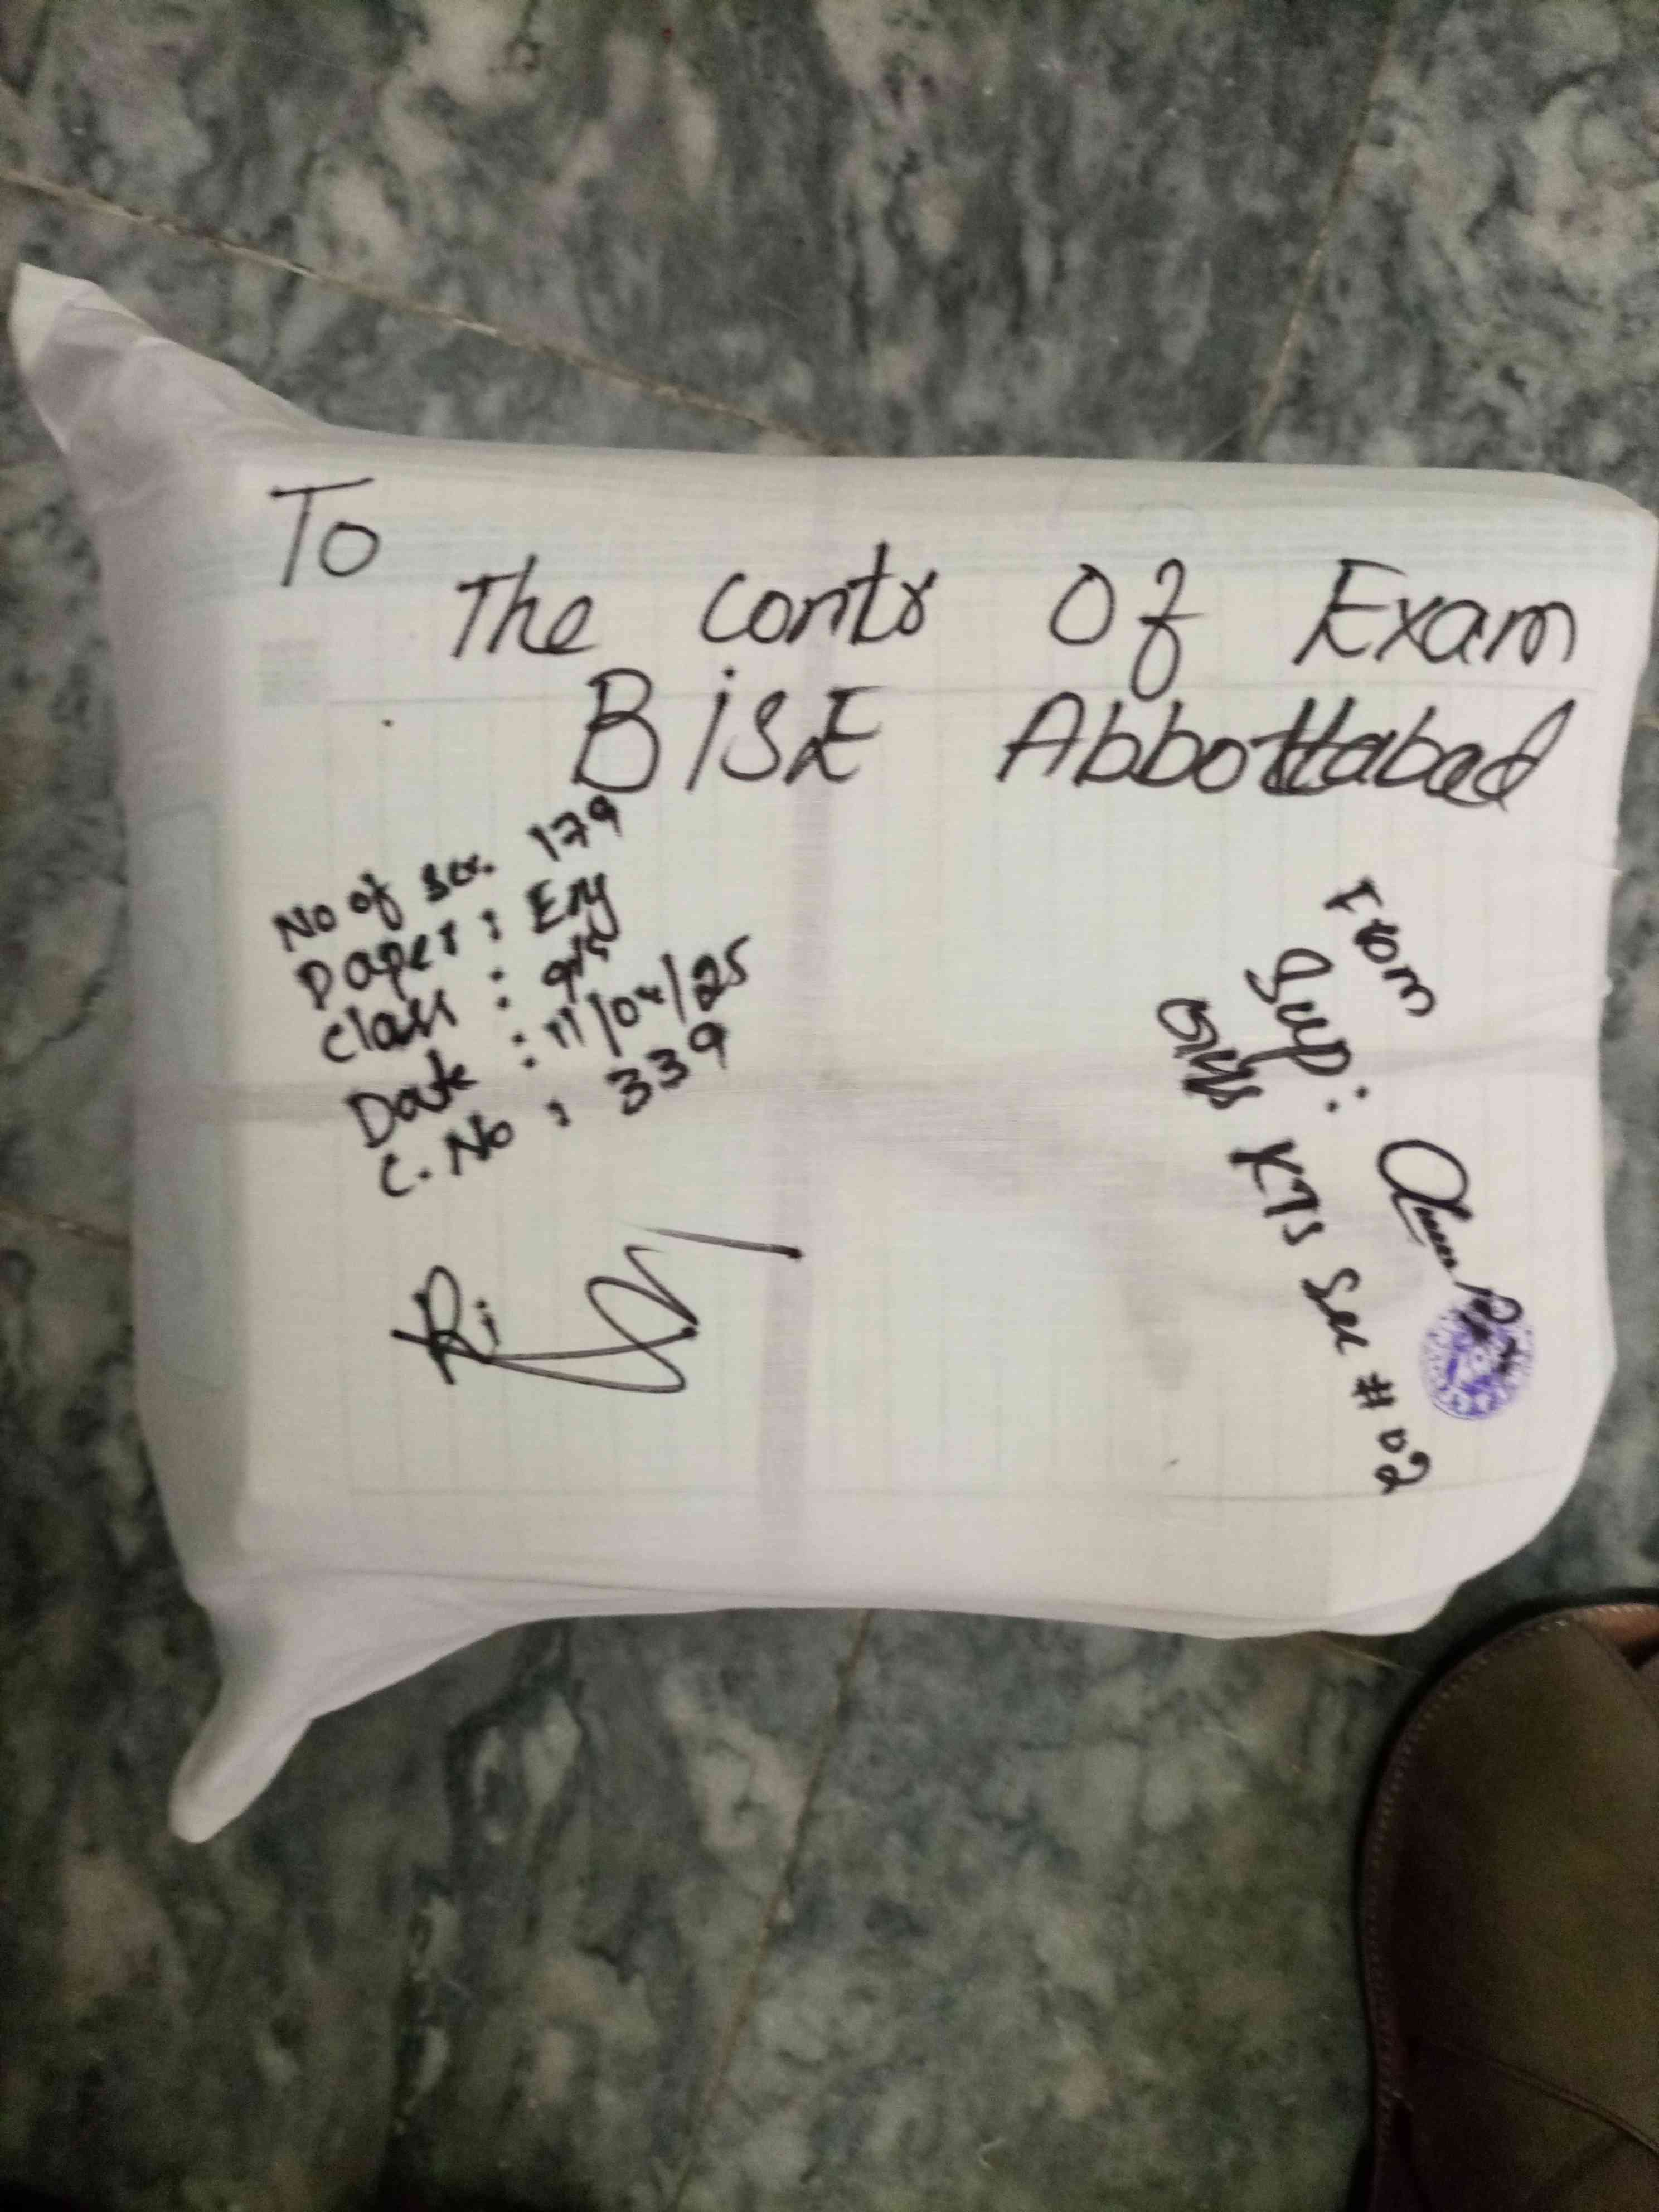 To
The contr Of Exam
BISE Abbottabad
No of scr. 179
Paper : Eng
Class : 9th
Date : 11/04/25
C. No : 339
From
Sup:
KTS Sec # 02